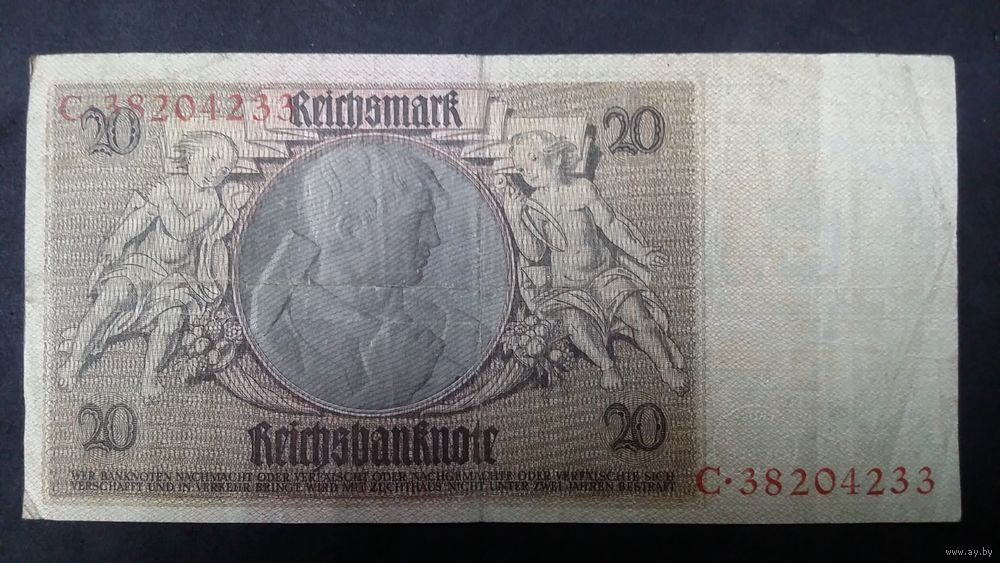 C·38204233
Reichsmark
20 20
20 20
Reichsbanknote
WER BANKNOTEN NACHMACHT ODER VERFÄLSCHT ODER NACHGEMACHTE ODER VERFÄLSCHTE SICH
VERSCHAFFT UND IN VERKEHR BRINGT WIRD MIT ZUCHTHAUS NICHT UNTER ZWEI JAHREN BESTRAFT
C·38204233
www.ay.by